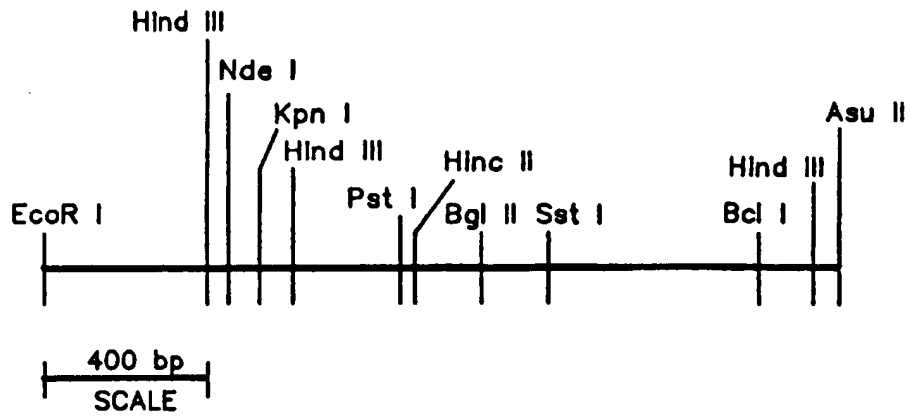 Hind III
Nde I
Kpn I
Asu II
Hind III
Hinc II
Hind III
Pst I
EcoR I
Bgl II
Sst I
Bcl I
400 bp
SCALE